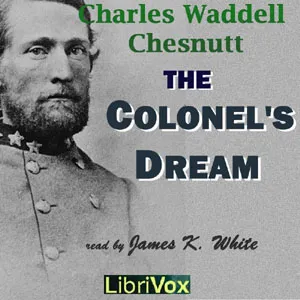 Charles Waddell
Chesnutt
THE
COLONEL'S
DREAM
read by James K. White
LibriVox